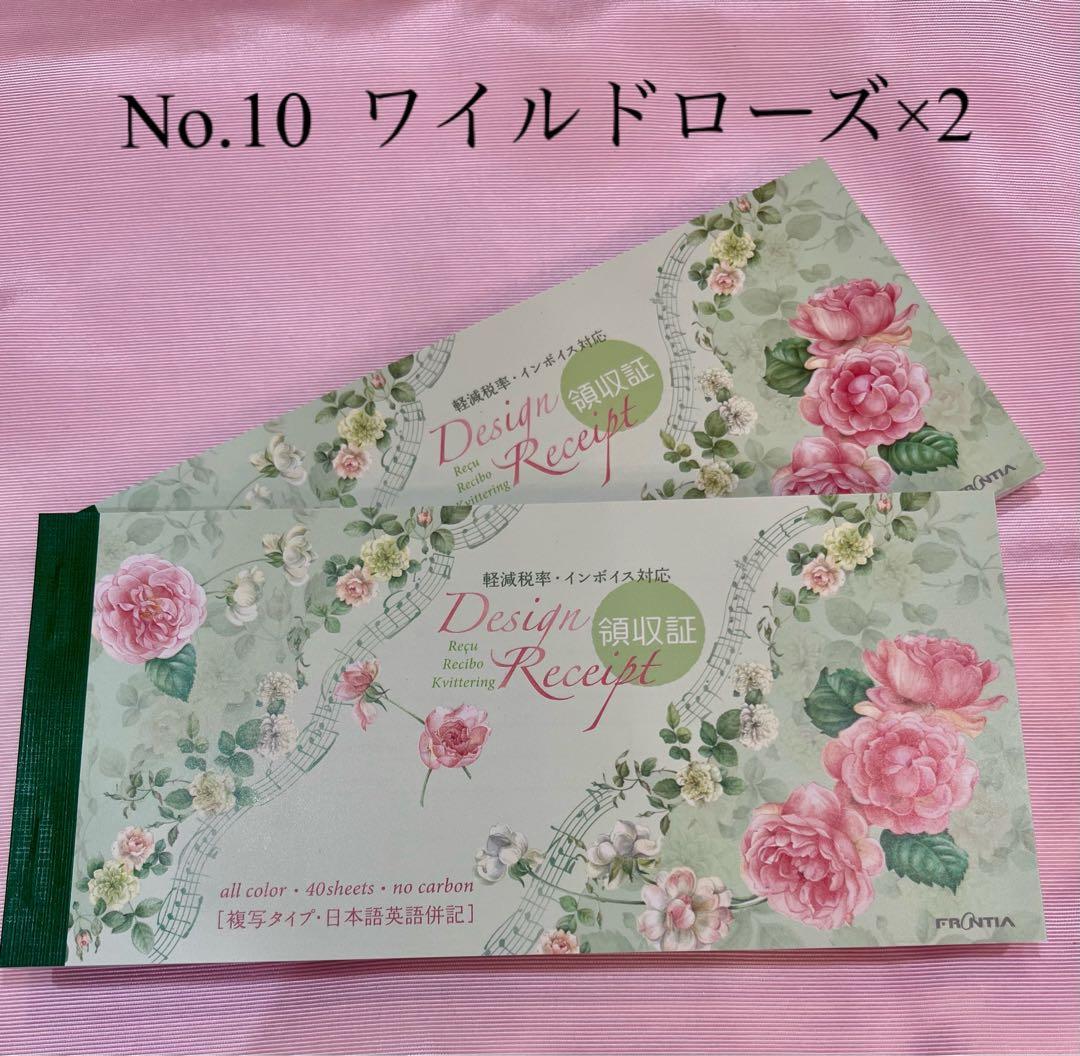 No.10 ワイルドローズ×2
軽減税率・インボイス対応
Design 領収証
Reçu
Recibo
Kvittering
Receipt
FRONTIA
軽減税率・インボイス対応
Design 領収証
Reçu
Recibo
Kvittering
Receipt
all color・40sheets・no carbon
[複写タイプ・日本語英語併記]
FRONTIA